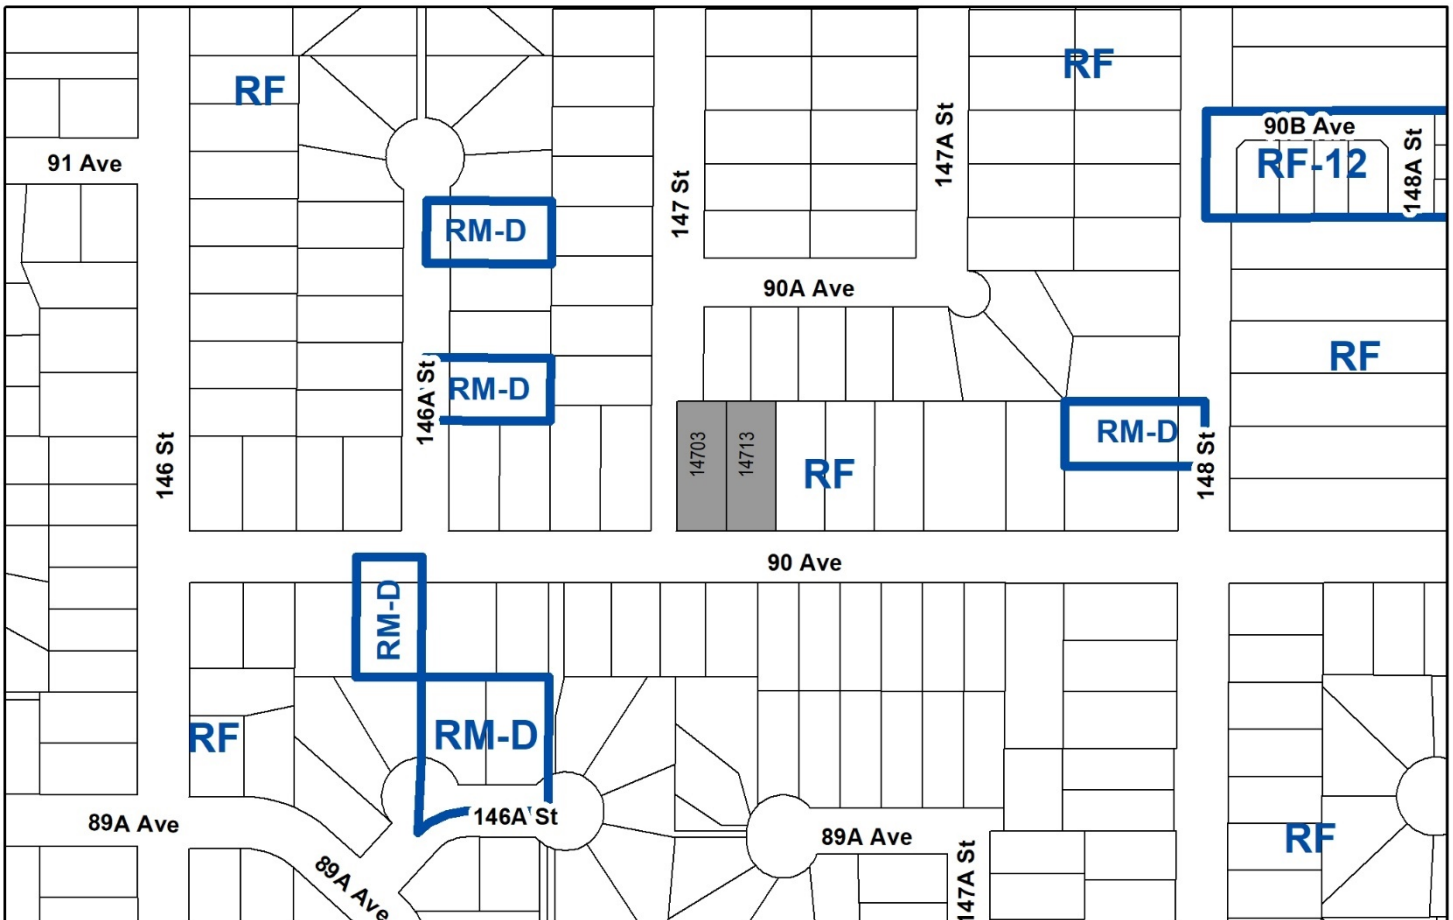 RF
RF
90B Ave
RF-12
148A St
147A St
91 Ave
147 St
RM-D
90A Ave
RF
146A St
RM-D
146 St
14703
14713
RF
RM-D
148 St
90 Ave
RM-D
RF
RM-D
146A St
89A Ave
89A Ave
89A Ave
147A St
RF